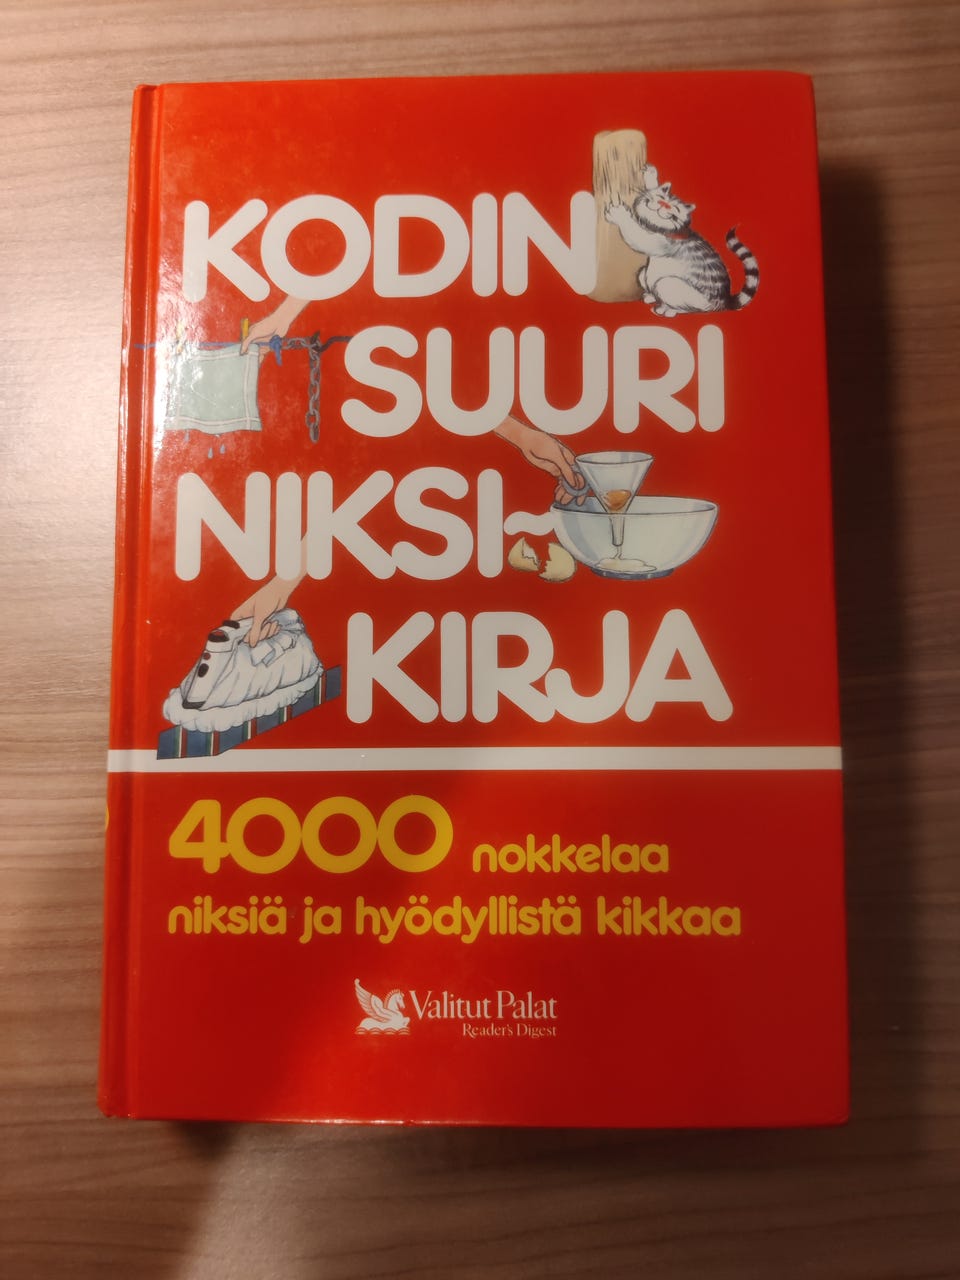 KODIN
SUURI
NIKSI-
KIRJA
4000 nokkelaa
niksiä ja hyödyllistä kikkaa
Valitut Palat
Reader's Digest